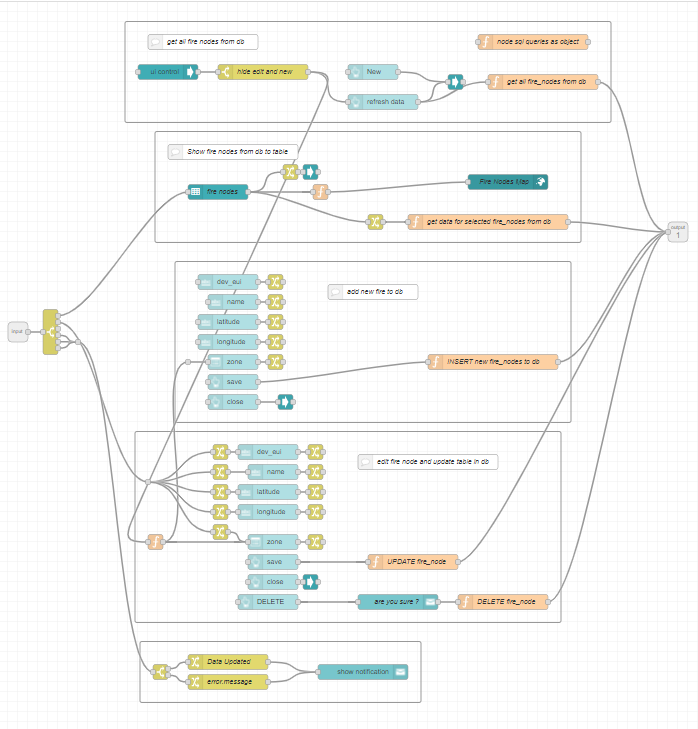 get all fire nodes from db
node sql queries as object
ui control
hide edit and new
New
get all fire_nodes from db
refresh data
Show fire nodes from db to table
fire nodes
Fire Nodes Map
get data for selected fire_nodes from db
output
1
dev_eui
add new fire to db
name
latitude
input
longitude
zone
INSERT new fire_nodes to db
save
close
dev_eui
edit fire node and update table in db
name
latitude
longitude
zone
save
UPDATE fire_node
close
DELETE
are you sure ?
DELETE fire_node
Data Updated
show notification
error.message